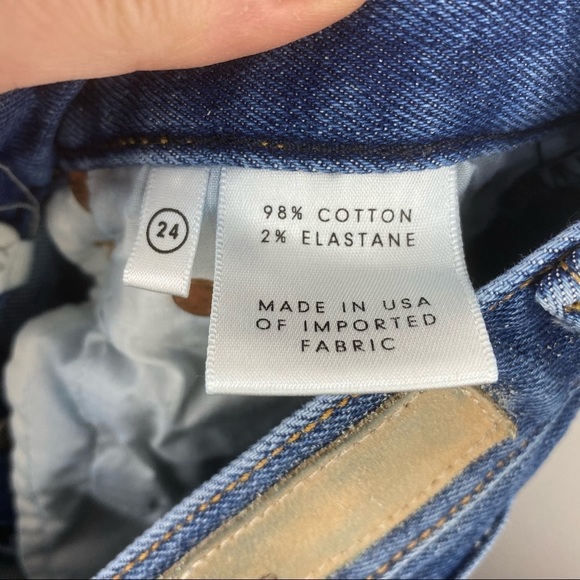 24
98% COTTON
2% ELASTANE
MADE IN USA
OF IMPORTED
FABRIC